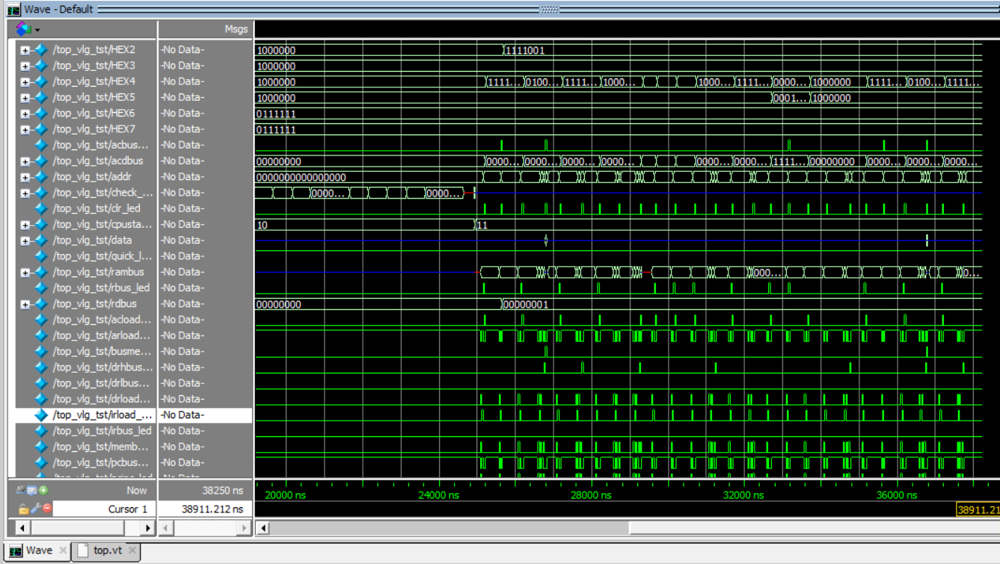 Wave - Default
Msgs
/top_vlg_tst/HEX2 -No Data- 1000000 1111001
/top_vlg_tst/HEX3 -No Data- 1000000
/top_vlg_tst/HEX4 -No Data- 1000000 1111... 0100... 1111... 1000... 1000... 1111... 0000... 1000000 1111... 0100... 1111...
/top_vlg_tst/HEX5 -No Data- 1000000 0001... 1000000
/top_vlg_tst/HEX6 -No Data- 0111111
/top_vlg_tst/HEX7 -No Data- 0111111
/top_vlg_tst/acbus... -No Data-
/top_vlg_tst/acdbus -No Data- 00000000 0000... 0000... 0000... 0000... 0000... 0000... 1111... 00000000 0000... 0000... 0000...
/top_vlg_tst/addr -No Data- 0000000000000000
/top_vlg_tst/check_... -No Data- 0000... 0000...
/top_vlg_tst/clr_led -No Data-
/top_vlg_tst/cpusta... -No Data- 10 11
/top_vlg_tst/data -No Data-
/top_vlg_tst/quick_l... -No Data-
/top_vlg_tst/rambus -No Data- 000... 0...
/top_vlg_tst/rbus_led -No Data-
/top_vlg_tst/rdbus -No Data- 00000000 00000001
/top_vlg_tst/acload... -No Data-
/top_vlg_tst/arload... -No Data-
/top_vlg_tst/busme... -No Data-
/top_vlg_tst/drhbus... -No Data-
/top_vlg_tst/drlbus... -No Data-
/top_vlg_tst/drload... -No Data-
/top_vlg_tst/irload_... -No Data-
/top_vlg_tst/irbus_led -No Data-
/top_vlg_tst/memb... -No Data-
/top_vlg_tst/pcbus... -No Data-
Now 38250 ns 20000 ns 24000 ns 28000 ns 32000 ns 36000 ns
Cursor 1 38911.212 ns 38911.21
Wave top.vt